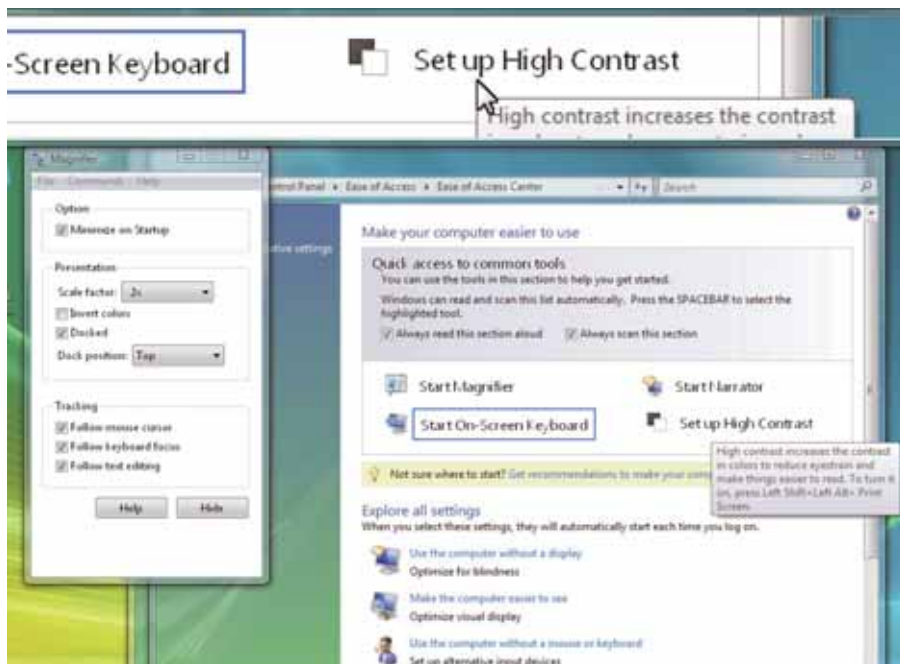 -Screen Keyboard
Set up High Contrast
High contrast increases the contrast
Magnifier
File Commands Help
Option
Minimize on Startup
Presentation
Scale factor: 2x
Invert colors
Docked
Dock position: Top
Tracking
Follow mouse cursor
Follow keyboard focus
Follow text editing
Help Hide
ntrol Panel Ease of Access Ease of Access Center
Search
ative settings
Make your computer easier to use
Quick access to common tools
You can use the tools in this section to help you get started.
Windows can read and scan this list automatically. Press the SPACEBAR to select the
highlighted tool.
Always read this section aloud Always scan this section
Start Magnifier Start Narrator
Start On-Screen Keyboard Set up High Contrast
High contrast increases the contrast
in colors to reduce eyestrain and
make things easier to read. To turn it
on, press Left Shift+Left Alt+ Print
Screen.
Not sure where to start? Get recommendations to make your comp
Explore all settings
When you select these settings, they will automatically start each time you log on.
Use the computer without a display
Optimize for blindness
Make the computer easier to see
Optimize visual display
Use the computer without a mouse or keyboard
Set up alternative input devices